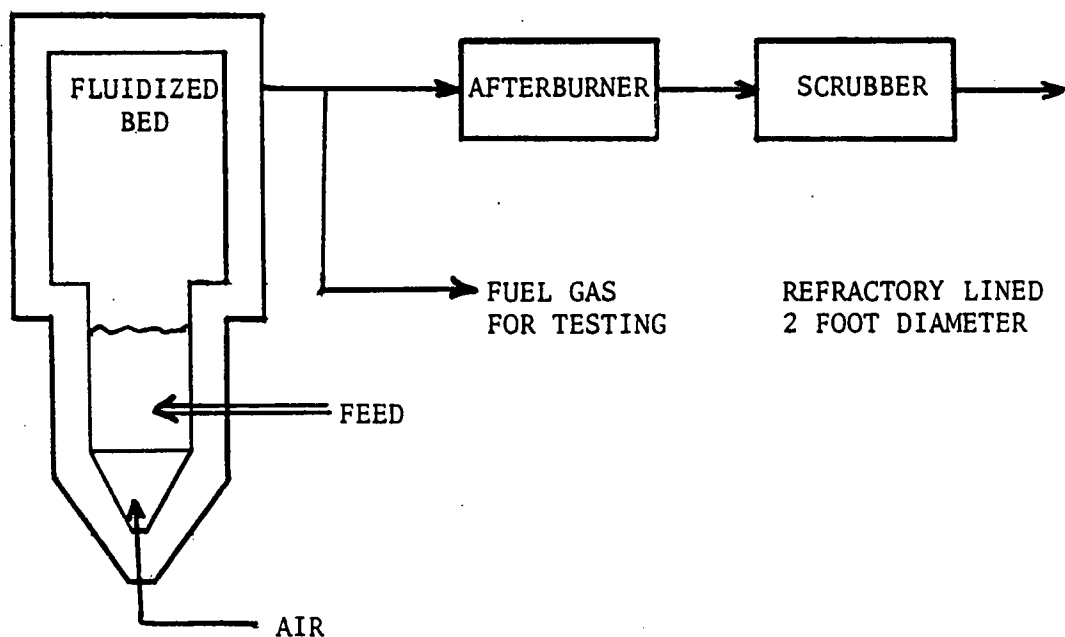 FLUIDIZED
BED
AFTERBURNER
SCRUBBER
FUEL GAS
FOR TESTING
REFRACTORY LINED
2 FOOT DIAMETER
FEED
AIR